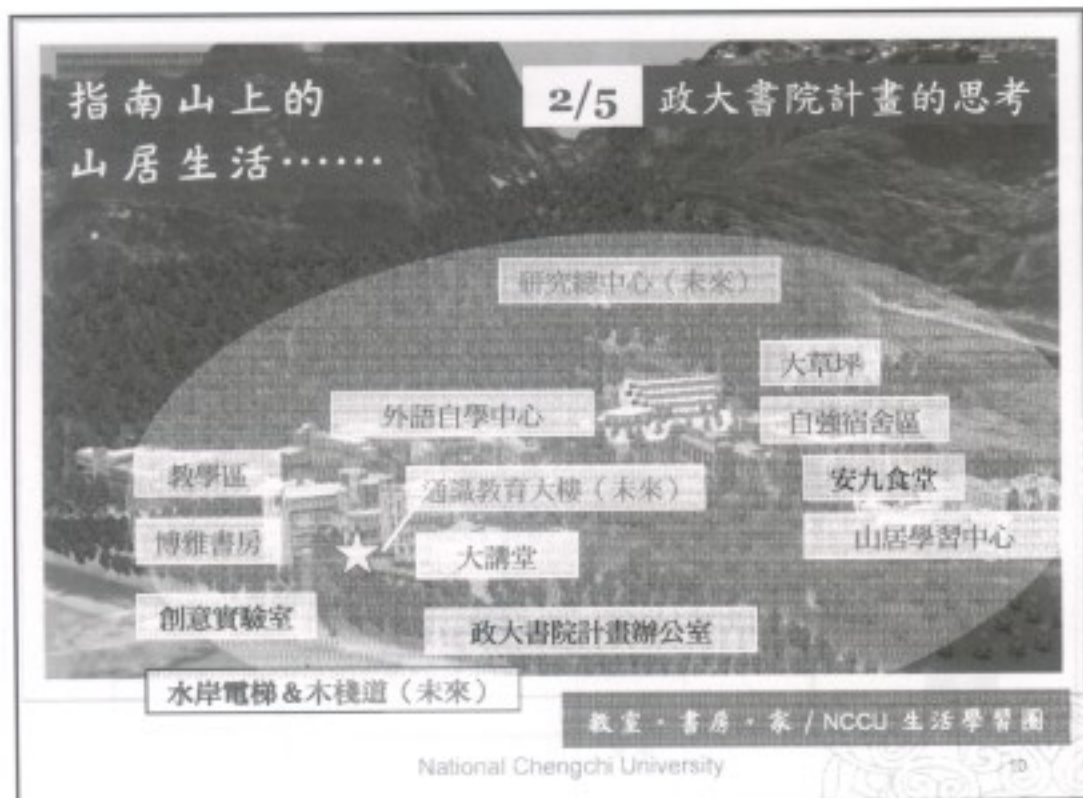 指南山上的
山居生活⋯⋯
2/5 政大書院計畫的思考
研究總中心（未來）
大草坪
外語自學中心
自強宿舍區
教學區
通識教育大樓（未來）
安九食堂
博雅書房
大講堂
山居學習中心
創意實驗室
政大書院計畫辦公室
水岸電梯&木棧道（未來）
教室・書房・家 / NCCU 生活學習圈
National Chengchi University
10